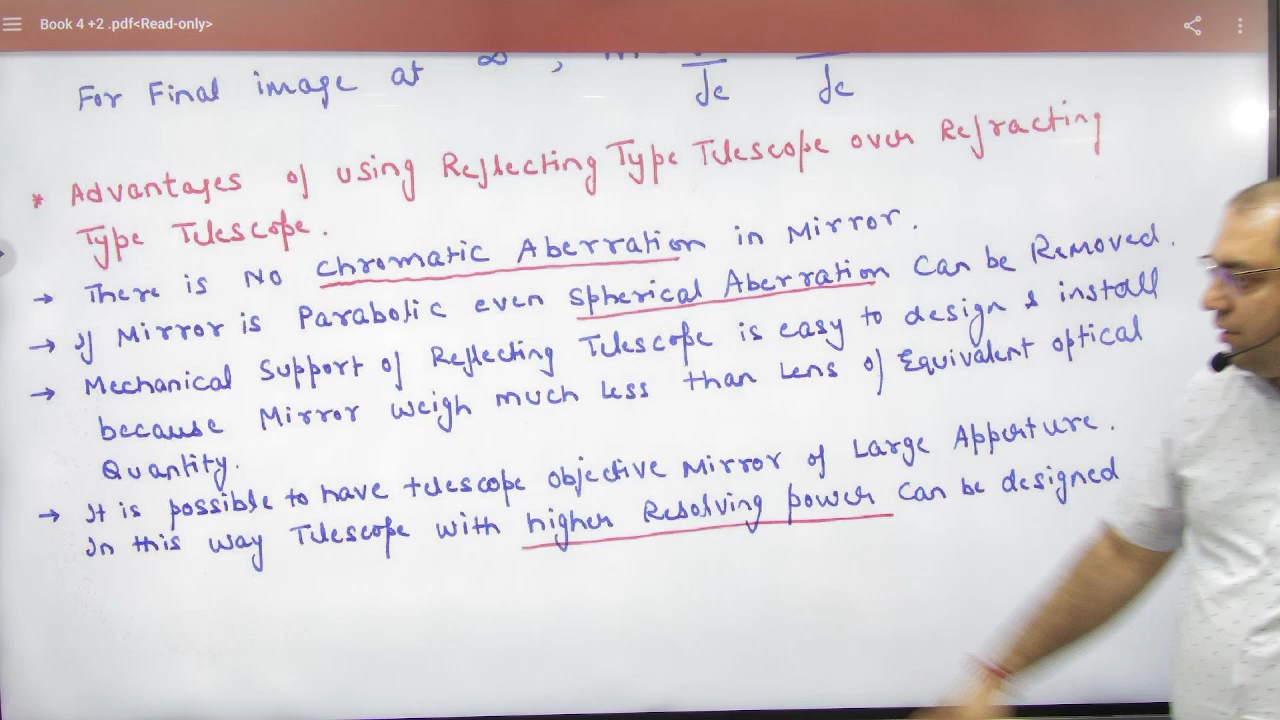 Book 4 +2 .pdf<Read-only>
For Final image at ∞ ,
* Advantages of using Reflecting Type Telescope over Refracting
Type Telescope.
→ There is No Chromatic Aberration in Mirror.
→ If Mirror is Parabolic even Spherical Aberration Can be Removed.
→ Mechanical Support of Reflecting Telescope is easy to design & install
because Mirror weigh much less than Lens of Equivalent optical
Quantity.
→ It is possible to have telescope objective Mirror of Large Apperture.
In this way Telescope with higher Resolving power Can be designed